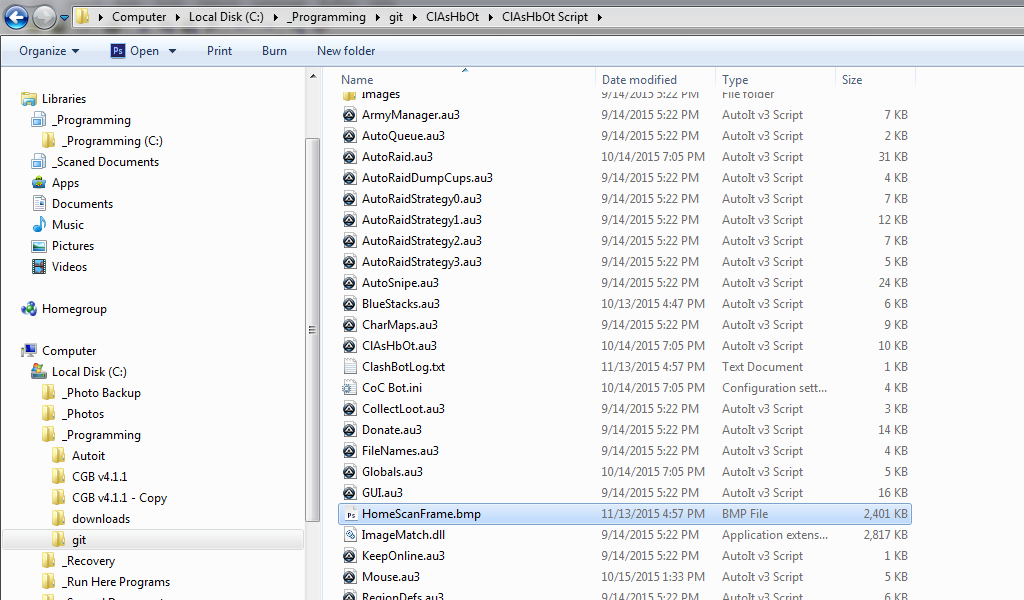 Computer Local Disk (C:) _Programming git ClAsHbOt ClAsHbOt Script
Organize Ps Open Print Burn New folder
Name Date modified Type Size
Images 9/14/2015 5:22 PM File folder
Libraries
ArmyManager.au3 9/14/2015 5:22 PM AutoIt v3 Script 7 KB
_Programming
AutoQueue.au3 9/14/2015 5:22 PM AutoIt v3 Script 2 KB
_Programming (C:)
AutoRaid.au3 10/14/2015 7:05 PM AutoIt v3 Script 31 KB
_Scaned Documents
AutoRaidDumpCups.au3 9/14/2015 5:22 PM AutoIt v3 Script 4 KB
Apps
AutoRaidStrategy0.au3 9/14/2015 5:22 PM AutoIt v3 Script 7 KB
Documents
AutoRaidStrategy1.au3 9/14/2015 5:22 PM AutoIt v3 Script 12 KB
Music
AutoRaidStrategy2.au3 9/14/2015 5:22 PM AutoIt v3 Script 7 KB
Pictures
AutoRaidStrategy3.au3 9/14/2015 5:22 PM AutoIt v3 Script 5 KB
Videos
AutoSnipe.au3 9/14/2015 5:22 PM AutoIt v3 Script 24 KB
BlueStacks.au3 10/13/2015 4:47 PM AutoIt v3 Script 6 KB
Homegroup
CharMaps.au3 9/14/2015 5:22 PM AutoIt v3 Script 9 KB
ClAsHbOt.au3 10/14/2015 7:05 PM AutoIt v3 Script 10 KB
Computer
ClashBotLog.txt 11/13/2015 4:57 PM Text Document 1 KB
Local Disk (C:)
CoC Bot.ini 10/14/2015 7:05 PM Configuration sett... 4 KB
_Photo Backup
CollectLoot.au3 9/14/2015 5:22 PM AutoIt v3 Script 3 KB
_Photos
Donate.au3 9/14/2015 5:22 PM AutoIt v3 Script 14 KB
_Programming
FileNames.au3 9/14/2015 5:22 PM AutoIt v3 Script 4 KB
Autoit
Globals.au3 10/14/2015 7:05 PM AutoIt v3 Script 5 KB
CGB v4.1.1
GUI.au3 9/14/2015 5:22 PM AutoIt v3 Script 16 KB
CGB v4.1.1 - Copy
Ps HomeScanFrame.bmp 11/13/2015 4:57 PM BMP File 2,401 KB
downloads
ImageMatch.dll 9/14/2015 5:22 PM Application extens... 2,817 KB
git
KeepOnline.au3 9/14/2015 5:22 PM AutoIt v3 Script 1 KB
_Recovery
Mouse.au3 10/15/2015 1:33 PM AutoIt v3 Script 5 KB
_Run Here Programs
RegionDefs.au3 9/14/2015 5:22 PM AutoIt v3 Script 6 KB